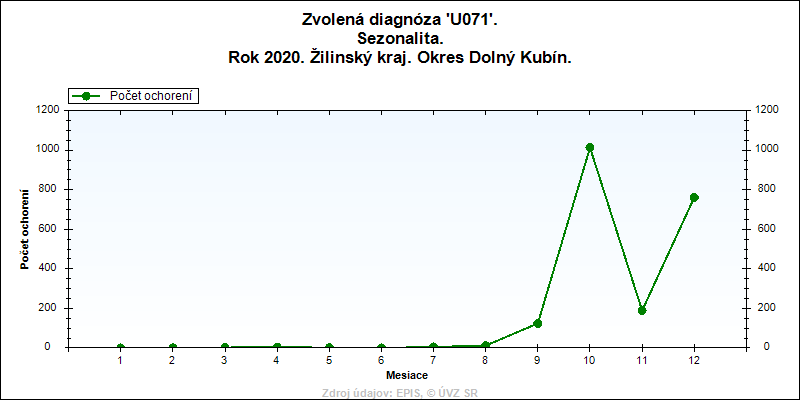 Zvolená diagnóza 'U071'.
Sezonalita.
Rok 2020. Žilinský kraj. Okres Dolný Kubín.
Počet ochorení
1200 1200
1000 1000
800 800
600 600
400 400
200 200
0 0
Počet ochorení
1 2 3 4 5 6 7 8 9 10 11 12
Mesiace
Zdroj údajov: EPIS, © ÚVZ SR